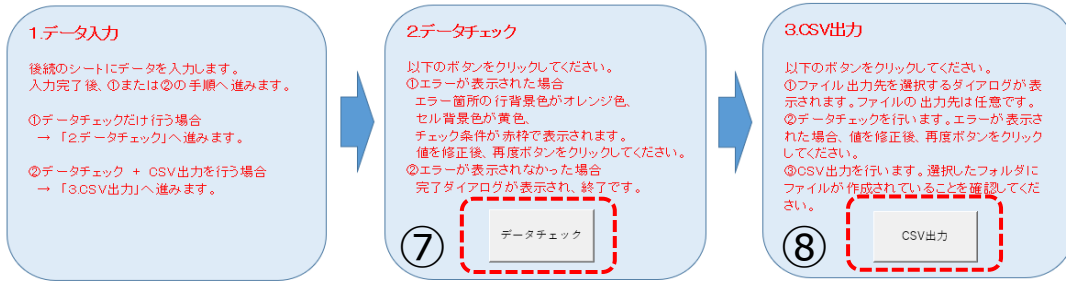 1.データ入力
後続のシートにデータを入力します。
入力完了後、①または②の手順へ進みます。
①データチェックだけ行う場合
→ 「2.データチェック」へ進みます。
②データチェック + CSV出力を行う場合
→ 「3.CSV出力」へ進みます。
2.データチェック
以下のボタンをクリックしてください。
①エラーが表示された場合
エラー箇所の行背景色がオレンジ色、
セル背景色が黄色、
チェック条件が赤枠で表示されます。
値を修正後、再度ボタンをクリックしてください。
②エラーが表示されなかった場合
完了ダイアログが表示され、終了です。
⑦
データチェック
3.CSV出力
以下のボタンをクリックしてください。
①ファイル出力先を選択するダイアログが表
示されます。ファイルの出力先は任意です。
②データチェックを行います。エラーが表示さ
れた場合、値を修正後、再度ボタンをクリック
してください。
③CSV出力を行います。選択したフォルダに
ファイルが作成されていることを確認してくだ
さい。
⑧
CSV出力